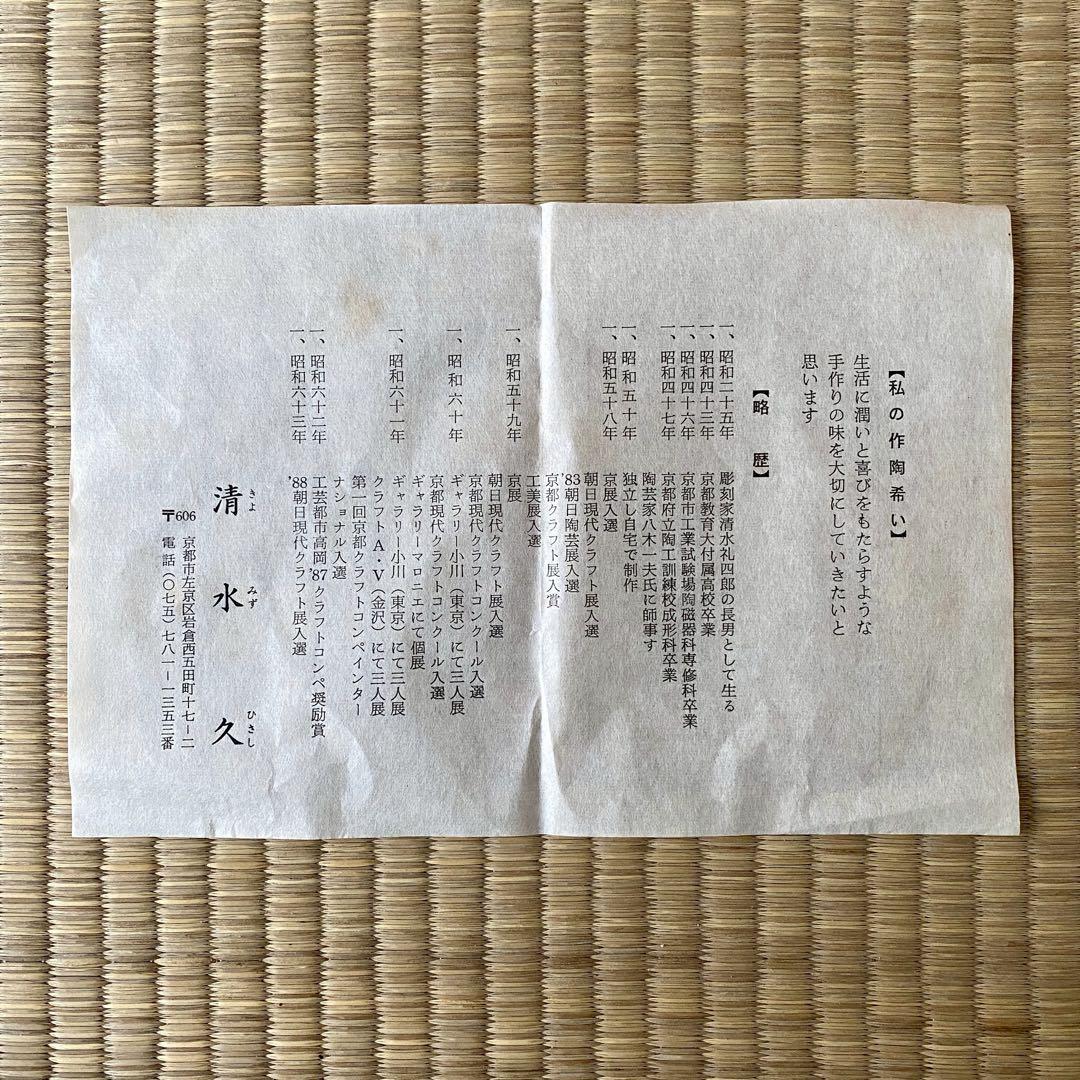 【私の作陶希い】
生活に潤いと喜びをもたらすような
手作りの味を大切にしていきたいと
思います
【略歴】
一、昭和二十五年 彫刻家清水礼四郎の長男として生る
一、昭和四十三年 京都教育大付属高校卒業
一、昭和四十六年 京都市工業試験場陶磁器科専修科卒業
一、昭和四十七年 京都府立陶工訓練校成形科卒業
陶芸家八木一夫氏に師事す
一、昭和五十年 独立し自宅で制作
一、昭和五十八年 京展入選
朝日現代クラフト展入選
'83朝日陶芸展入選
京都クラフト展入賞
工美展入選
一、昭和五十九年 京展
朝日現代クラフト展入選
京都現代クラフトコンクール入選
一、昭和六十年 ギャラリー小川（東京）にて三人展
京都現代クラフトコンクール入選
ギャラリーマロニエにて個展
一、昭和六十一年 ギャラリー小川（東京）にて三人展
クラフトA・V（金沢）にて三人展
第一回京都クラフトコンペインター
ナショナル入選
一、昭和六十二年 工芸都市高岡'87クラフトコンペ奨励賞
一、昭和六十三年 '88朝日現代クラフト展入選
きよ みず ひさし
清水久
〒606 京都市左京区岩倉西五田町十七－二
電話（〇七五）七八一－一三五三番